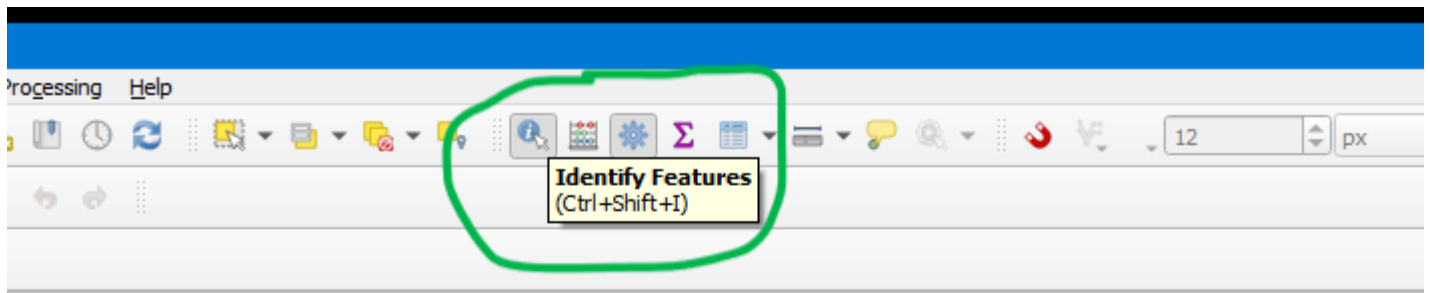 Processing Help
Σ
12 px
Identify Features
(Ctrl+Shift+I)